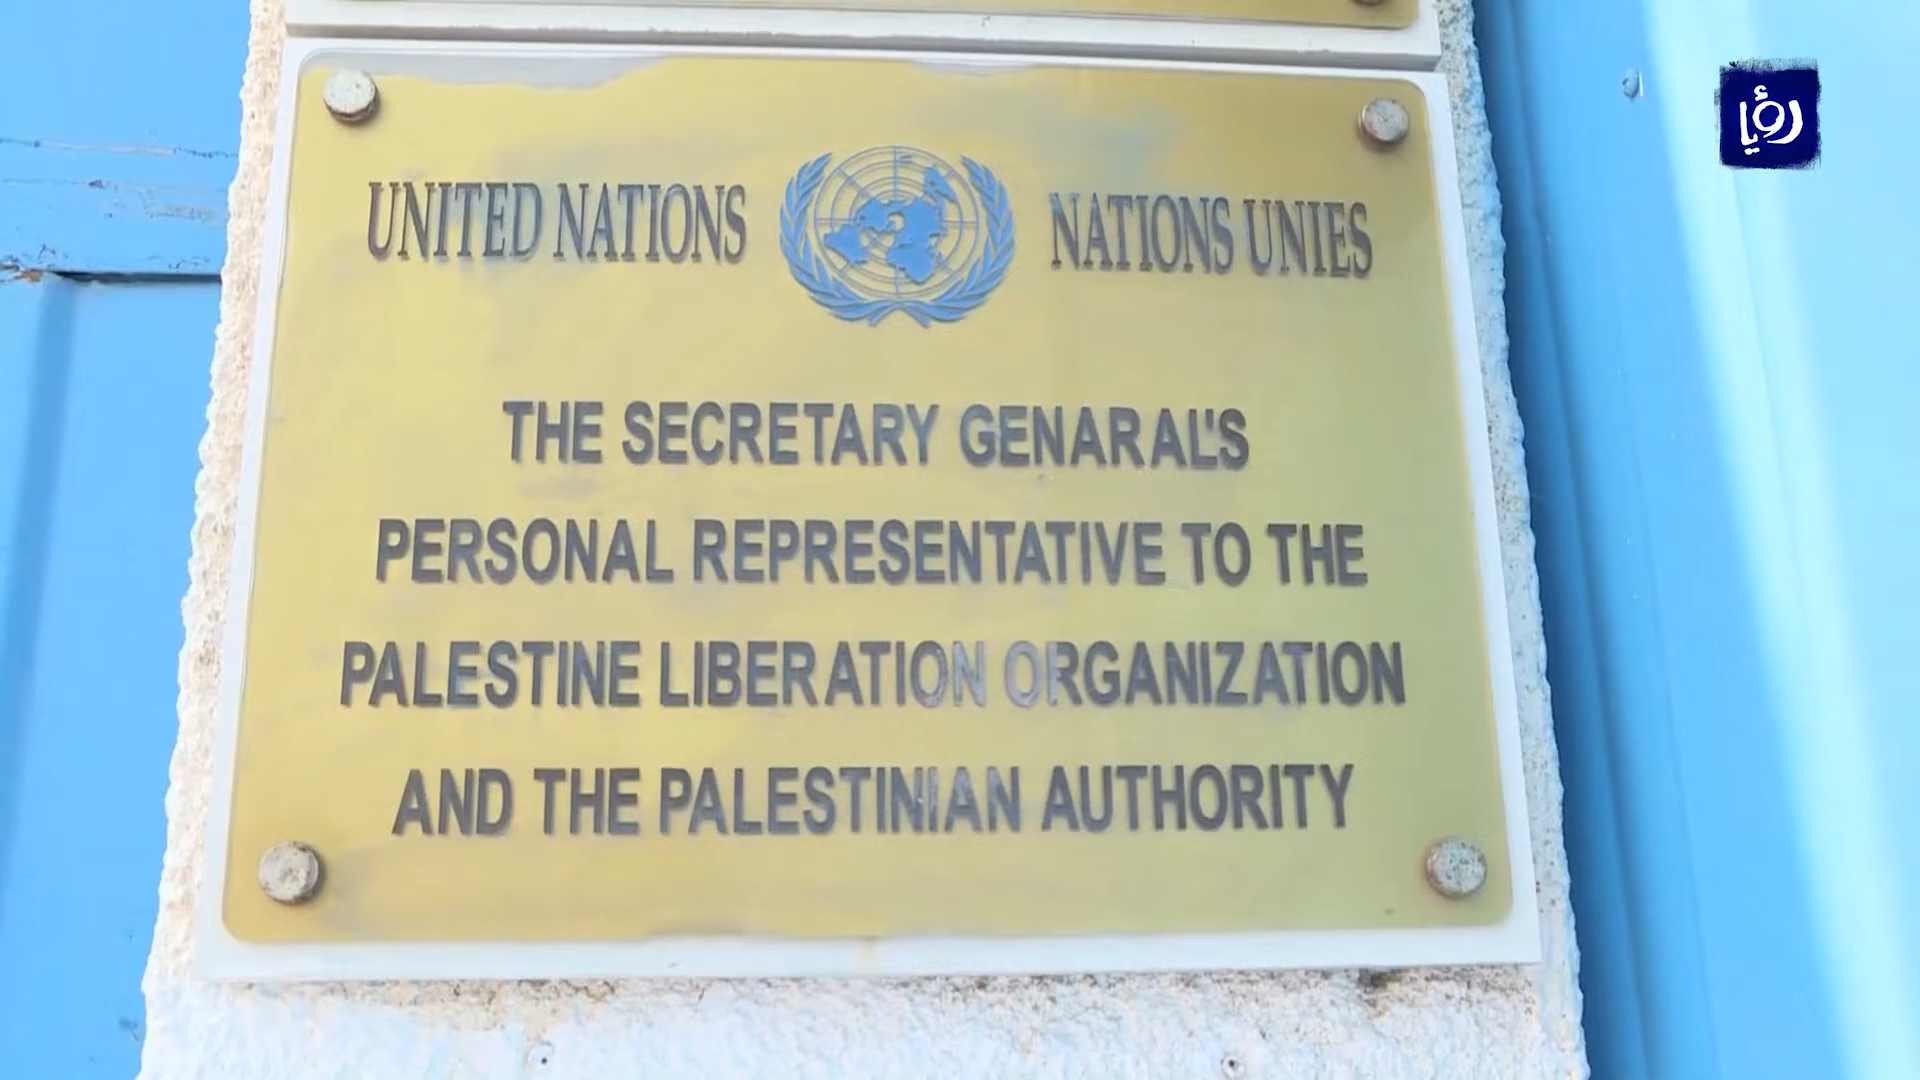 رؤيا
UNITED NATIONS NATIONS UNIES
THE SECRETARY GENARAL'S
PERSONAL REPRESENTATIVE TO THE
PALESTINE LIBERATION ORGANIZATION
AND THE PALESTINIAN AUTHORITY